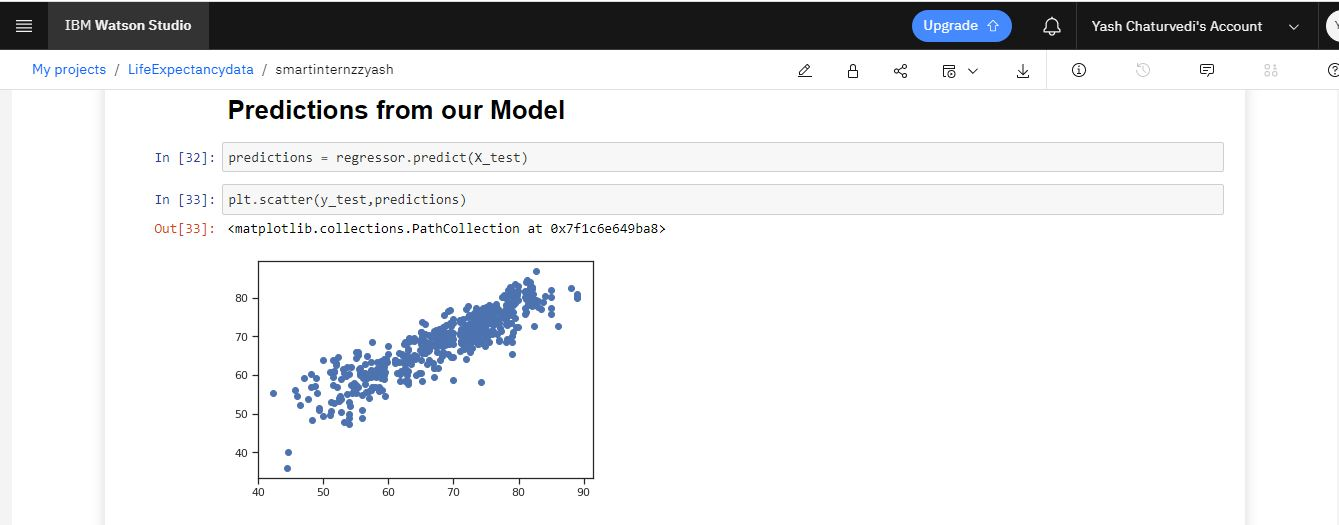 IBM Watson Studio
Upgrade
Yash Chaturvedi's Account
My projects / LifeExpectancydata / smartinternzzyash
Predictions from our Model
In [32]: predictions = regressor.predict(X_test)
In [33]: plt.scatter(y_test,predictions)
Out[33]: <matplotlib.collections.PathCollection at 0x7f1c6e649ba8>
80
70
60
50
40
40 50 60 70 80 90